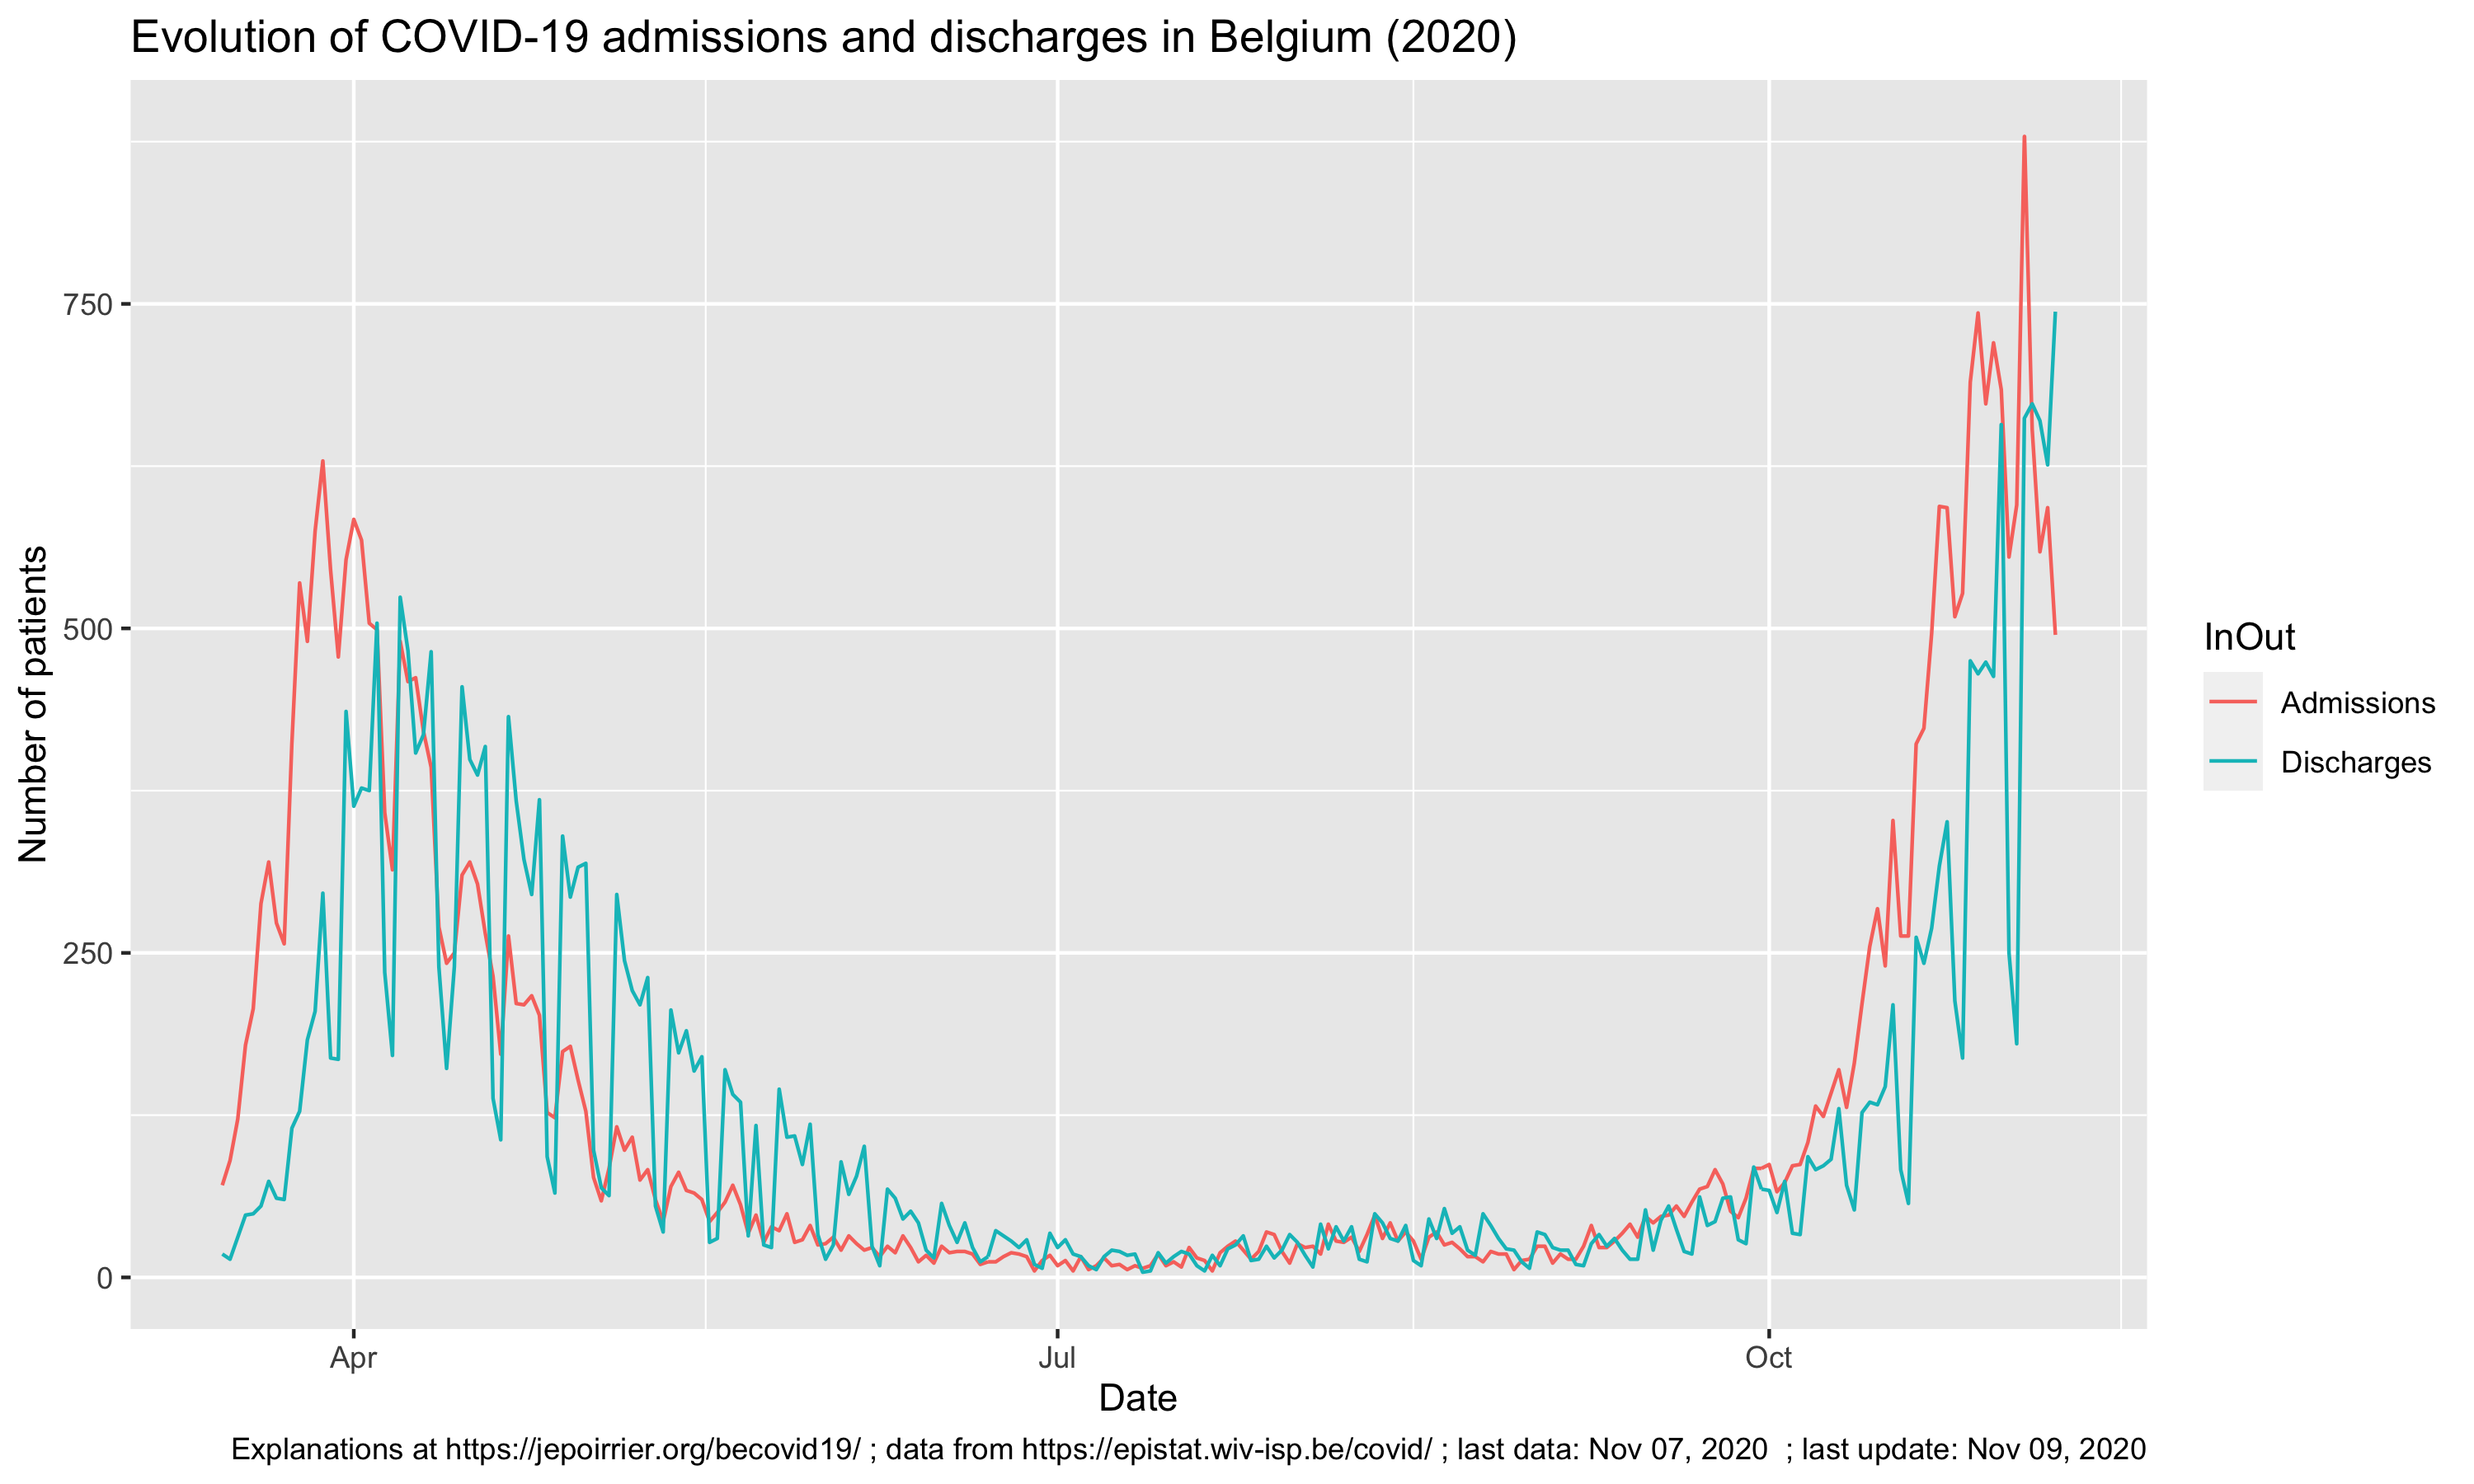 Evolution of COVID-19 admissions and discharges in Belgium (2020)
750
500
250
0
Number of patients
Apr
Jul
Oct
Date
InOut
Admissions
Discharges
Explanations at https://jepoirrier.org/becovid19/ ; data from https://epistat.wiv-isp.be/covid/ ; last data: Nov 07, 2020  ; last update: Nov 09, 2020